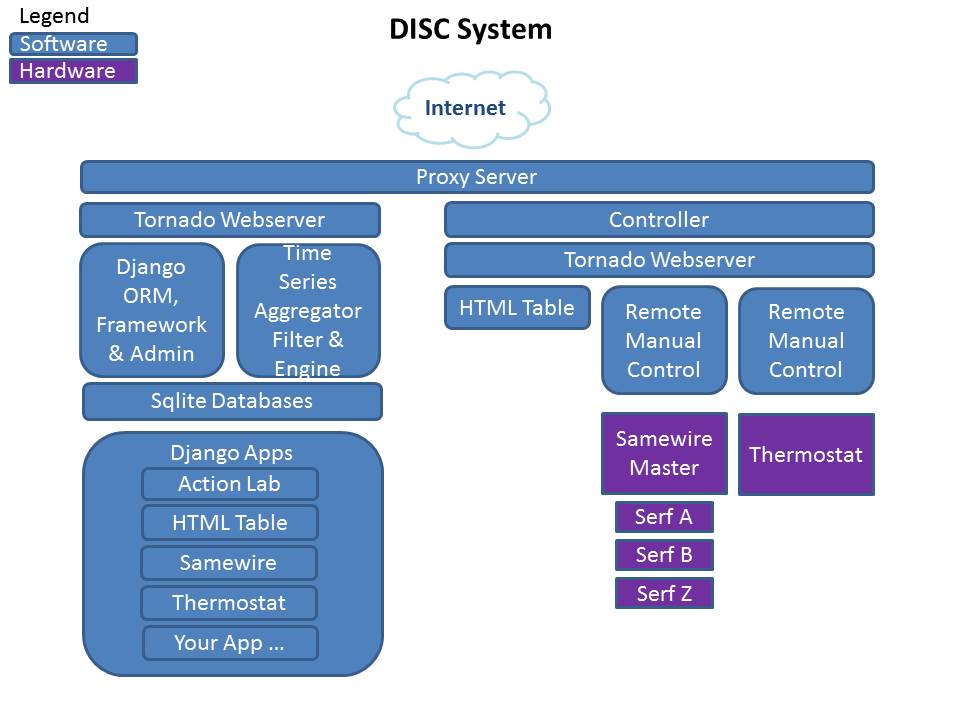 Legend
Software
Hardware
DISC System
Internet
Proxy Server
Tornado Webserver
Django
ORM,
Framework
& Admin
Time
Series
Aggregator
Filter &
Engine
Sqlite Databases
Django Apps
Action Lab
HTML Table
Samewire
Thermostat
Your App ...
Controller
Tornado Webserver
HTML Table
Remote
Manual
Control
Remote
Manual
Control
Samewire
Master
Thermostat
Serf A
Serf B
Serf Z